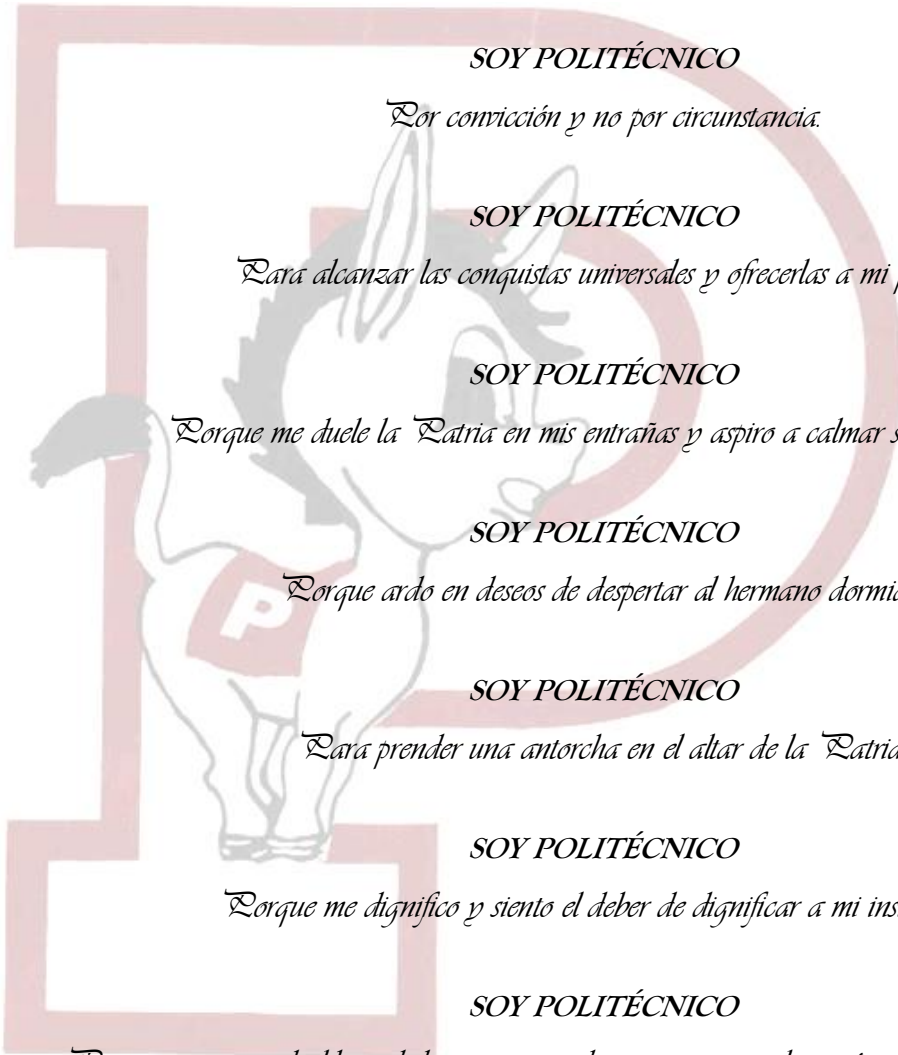 SOY POLITÉCNICO
Por convicción y no por circunstancia.
SOY POLITÉCNICO
Para alcanzar las conquistas universales y ofrecerlas a mi
SOY POLITÉCNICO
Porque me duele la Patria en mis entrañas y aspiro a calmar
SOY POLITÉCNICO
Porque ardo en deseos de despertar al hermano
SOY POLITÉCNICO
Para prender una antorcha en el altar de la Patria
SOY POLITÉCNICO
Porque me dignifico y siento el deber de dignificar a mi
SOY POLITÉCNICO
P